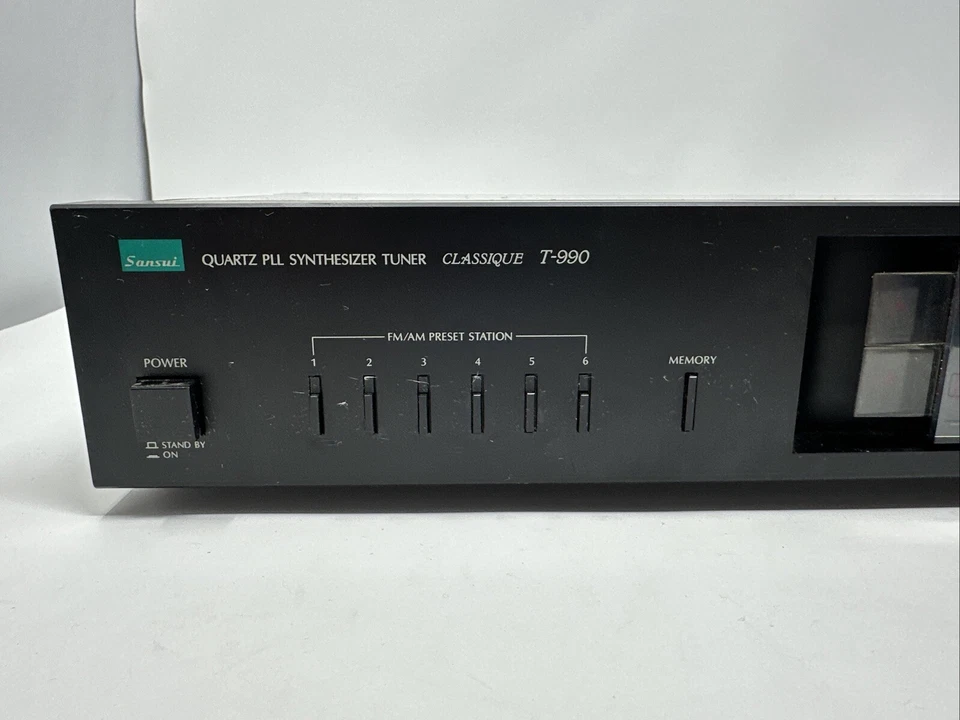 Sansui QUARTZ PLL SYNTHESIZER TUNER CLASSIQUE T-990
FM/AM PRESET STATION
POWER 1 2 3 4 5 6 MEMORY
STAND BY
ON